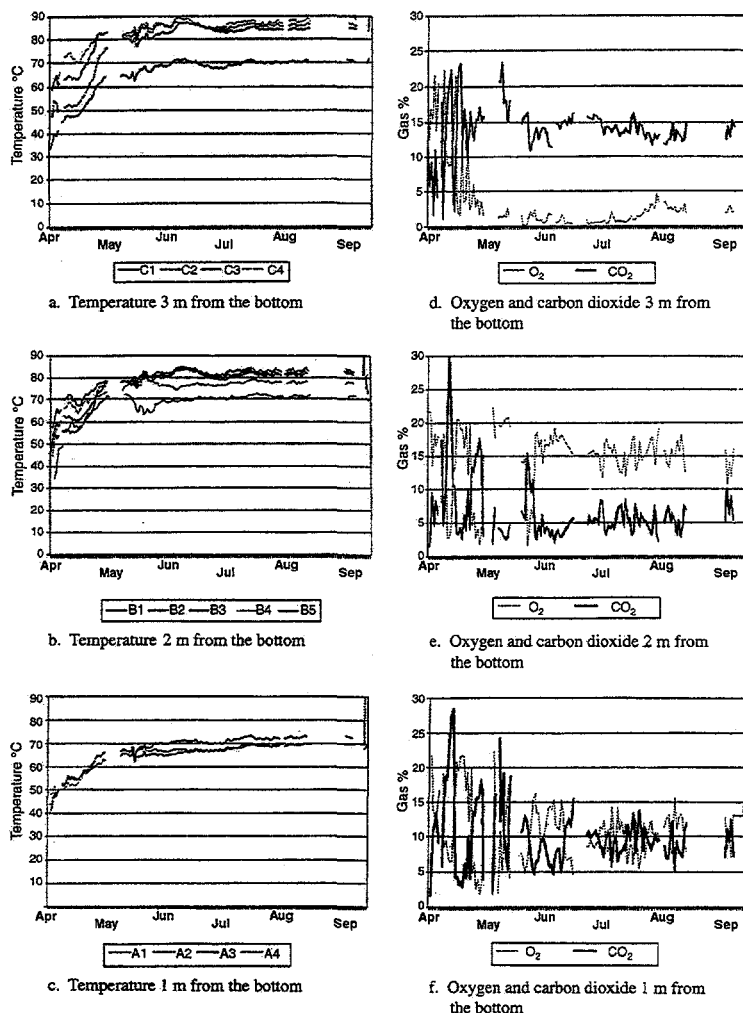 Temperature °C
90
80
70
60
50
40
30
20
10
0
Apr May Jun Jul Aug Sep
C1 C2 C3 C4
a. Temperature 3 m from the bottom
Gas %
30
25
20
15
10
5
0
Apr May Jun Jul Aug Sep
O₂ CO₂
d. Oxygen and carbon dioxide 3 m from
the bottom
Temperature °C
90
80
70
60
50
40
30
20
10
0
Apr May Jun Jul Aug Sep
B1 B2 B3 B4 B5
b. Temperature 2 m from the bottom
Gas %
30
25
20
15
10
5
0
Apr May Jun Jul Aug Sep
O₂ CO₂
e. Oxygen and carbon dioxide 2 m from
the bottom
Temperature °C
90
80
70
60
50
40
30
20
10
Apr May Jun Jul Aug Sep
A1 A2 A3 A4
c. Temperature 1 m from the bottom
Gas %
30
25
20
15
10
5
0
Apr May Jun Jul Aug Sep
O₂ CO₂
f. Oxygen and carbon dioxide 1 m from
the bottom